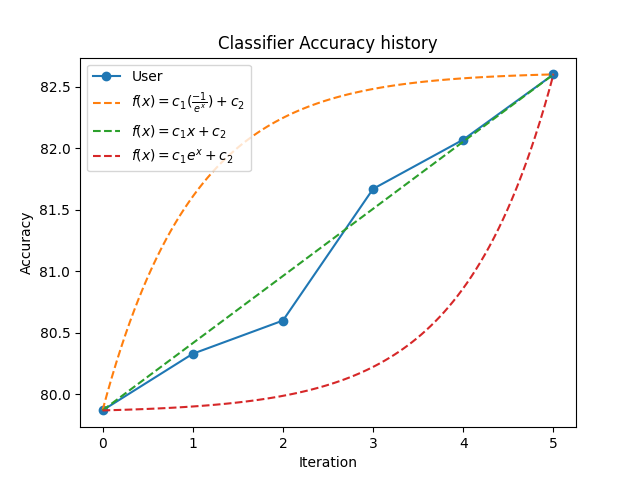 Classifier Accuracy history
User
f(x) = c₁(−1/eˣ) + c₂
f(x) = c₁x + c₂
f(x) = c₁eˣ + c₂
82.5
82.0
81.5
81.0
80.5
80.0
Accuracy
0 1 2 3 4 5
Iteration